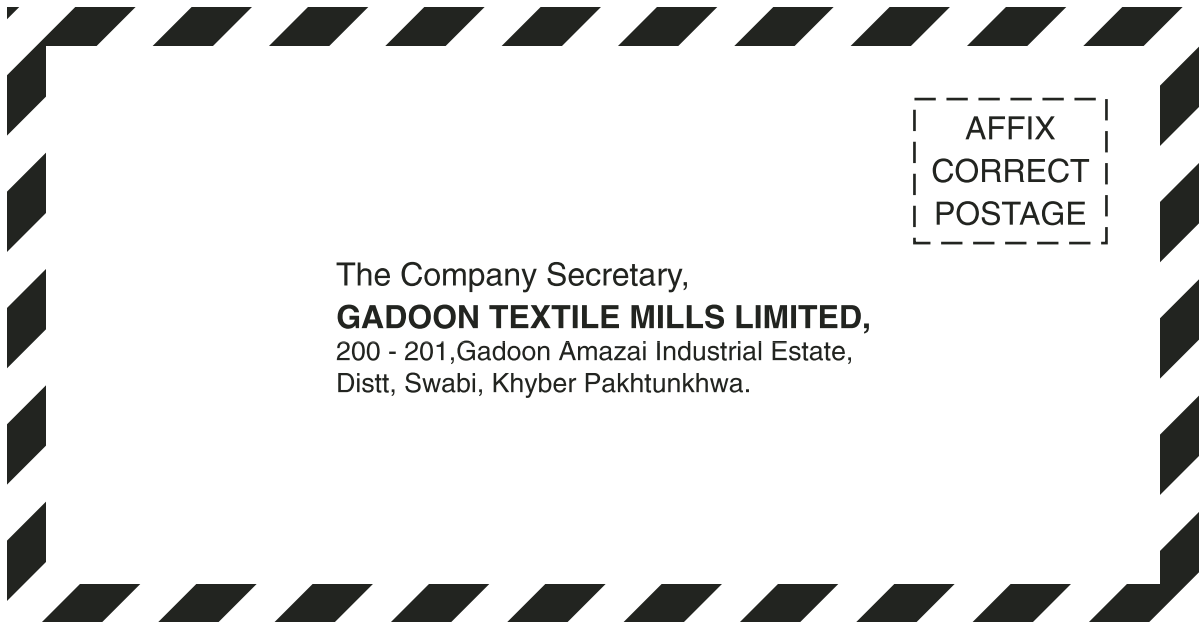 AFFIX
CORRECT
POSTAGE
The Company Secretary,
GADOON TEXTILE MILLS LIMITED,
200 - 201,Gadoon Amazai Industrial Estate,
Distt, Swabi, Khyber Pakhtunkhwa.